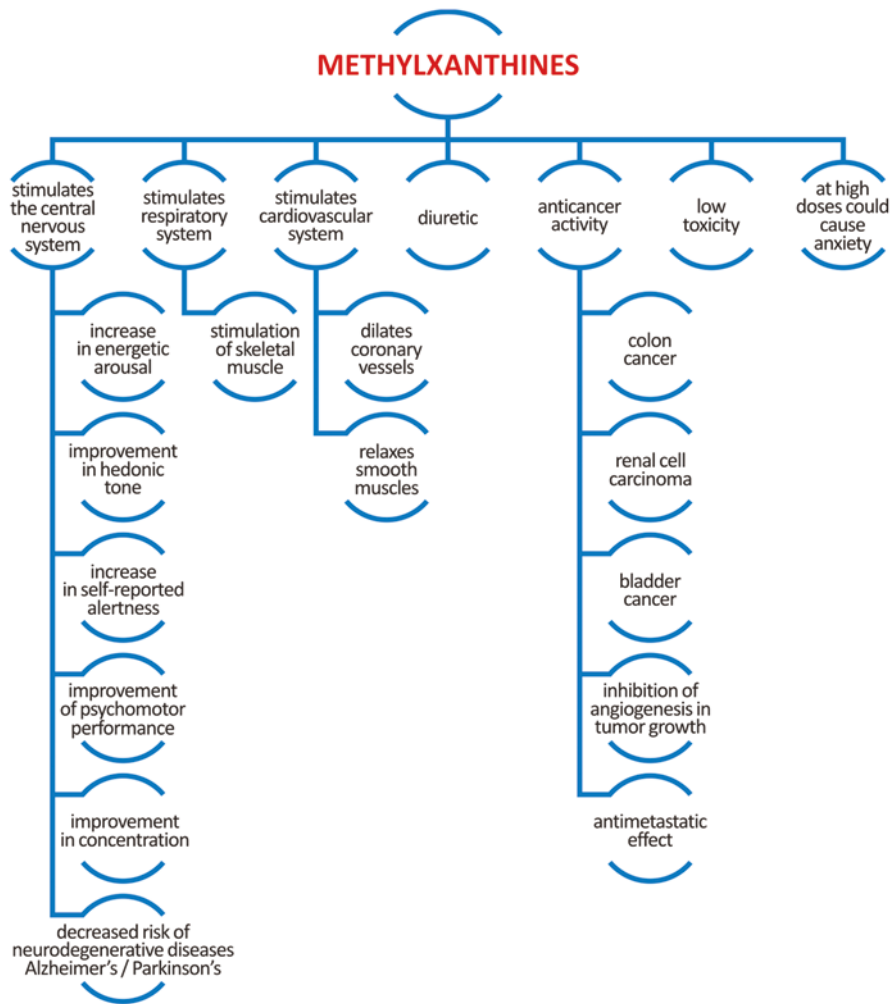 METHYLXANTHINES
stimulates
the central
nervous
system
stimulates
respiratory
system
stimulates
cardiovascular
system
diuretic
anticancer
activity
low
toxicity
at high
doses could
cause
anxiety
increase
in energetic
arousal
improvement
in hedonic
tone
increase
in self-reported
alertness
improvement
of psychomotor
performance
improvement
in concentration
decreased risk of
neurodegenerative diseases
Alzheimer's / Parkinson's
stimulation
of skeletal
muscle
dilates
coronary
vessels
relaxes
smooth
muscles
colon
cancer
renal cell
carcinoma
bladder
cancer
inhibition of
angiogenesis in
tumor growth
antimetastatic
effect